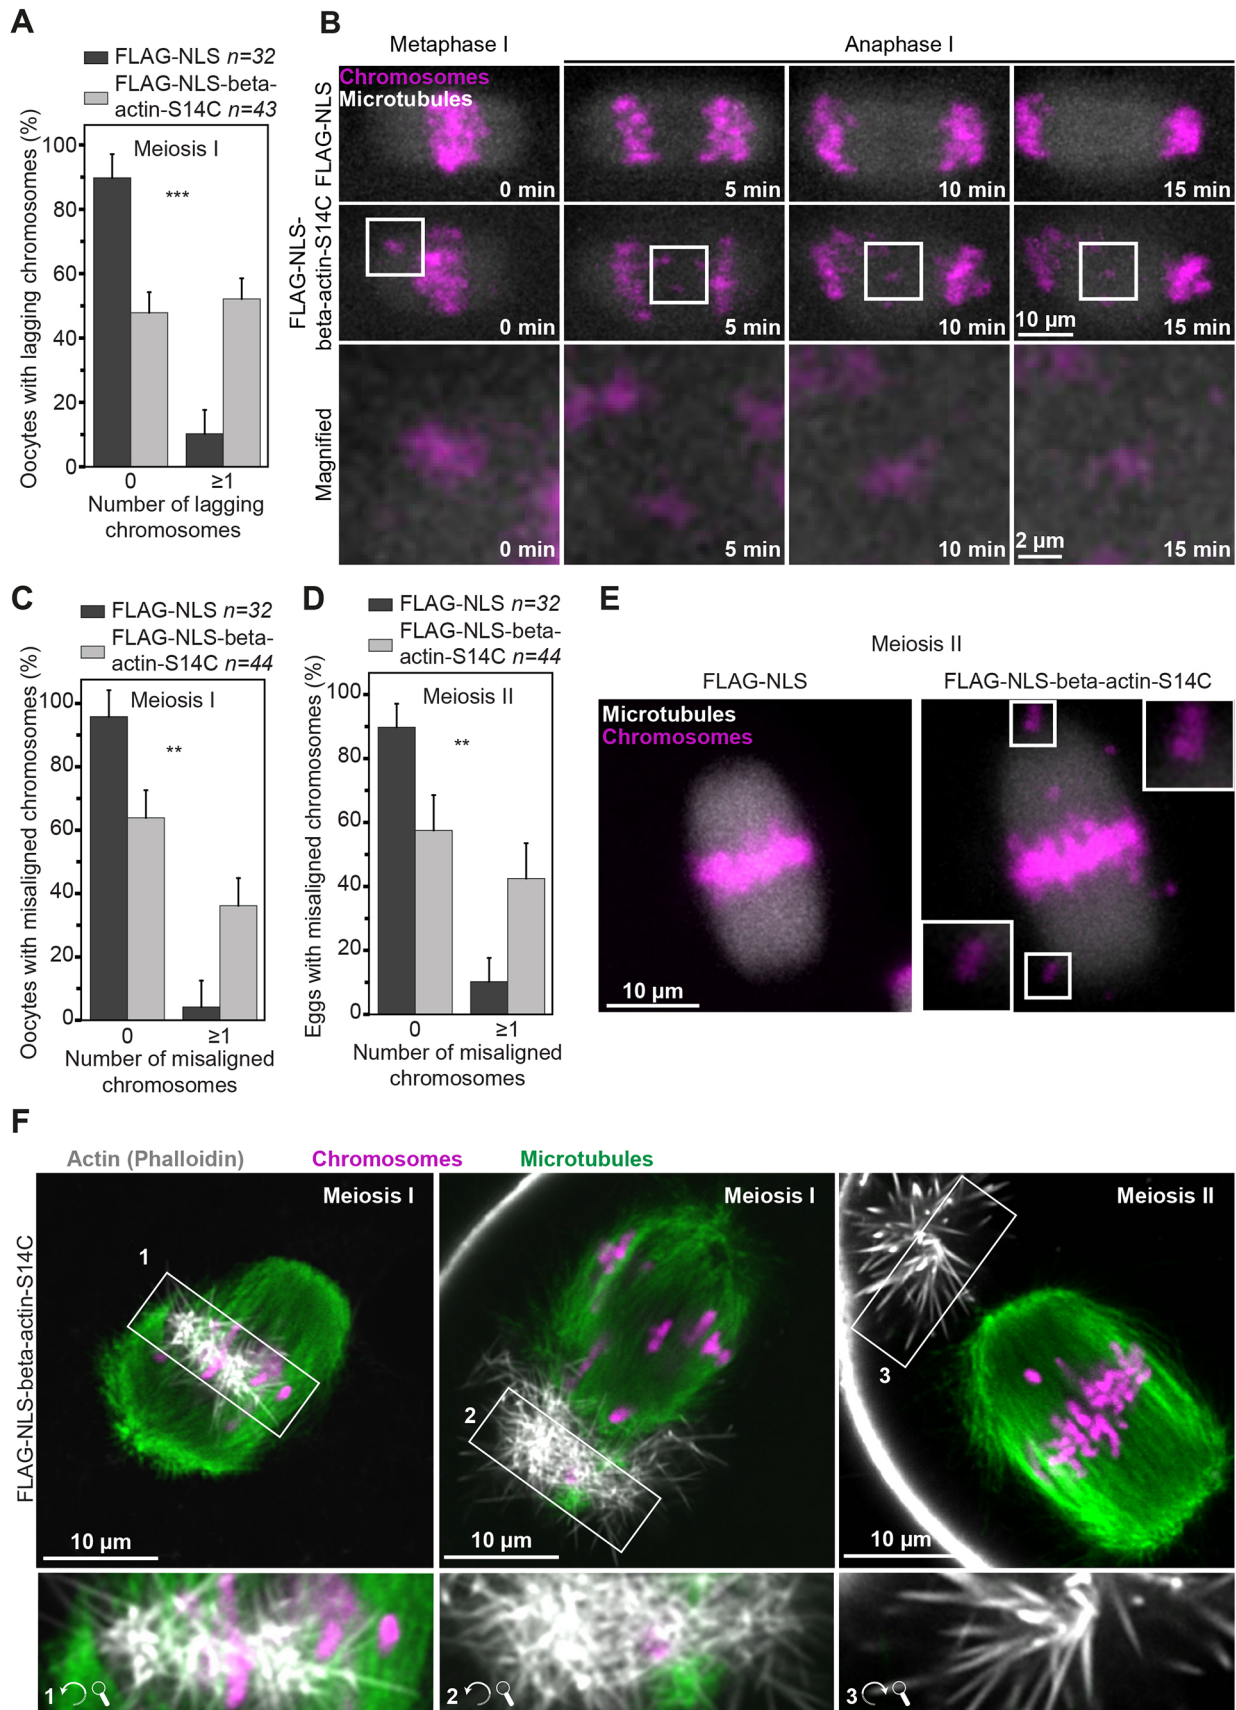 A
FLAG-NLS n=32
FLAG-NLS-beta-
actin-S14C n=43
Oocytes with lagging chromosomes (%)
Meiosis I
***
100
80
60
40
20
0
0
≥1
Number of lagging
chromosomes
B
Metaphase I
Anaphase I
FLAG-NLS
Chromosomes
Microtubules
0 min
5 min
10 min
15 min
FLAG-NLS-
beta-actin-S14C
0 min
5 min
10 min
10 µm
15 min
Magnified
0 min
5 min
10 min
2 µm
15 min
C
FLAG-NLS n=32
FLAG-NLS-beta-
actin-S14C n=44
Oocytes with misaligned chromosomes (%)
Meiosis I
**
100
80
60
40
20
0
0
≥1
Number of misaligned
chromosomes
D
FLAG-NLS n=32
FLAG-NLS-beta-
actin-S14C n=44
Eggs with misaligned chromosomes (%)
Meiosis II
**
100
80
60
40
20
0
0
≥1
Number of misaligned
chromosomes
E
Meiosis II
FLAG-NLS
FLAG-NLS-beta-actin-S14C
Microtubules
Chromosomes
10 µm
F
Actin (Phalloidin)
Chromosomes
Microtubules
FLAG-NLS-beta-actin-S14C
Meiosis I
1
10 µm
Meiosis I
2
10 µm
Meiosis II
3
10 µm
1
2
3